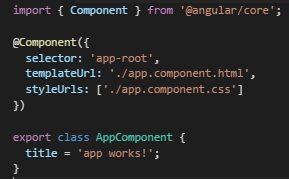 import { Component } from '@angular/core';

@Component({
  selector: 'app-root',
  templateUrl: './app.component.html',
  styleUrls: ['./app.component.css']
})

export class AppComponent {
  title = 'app works!';
}